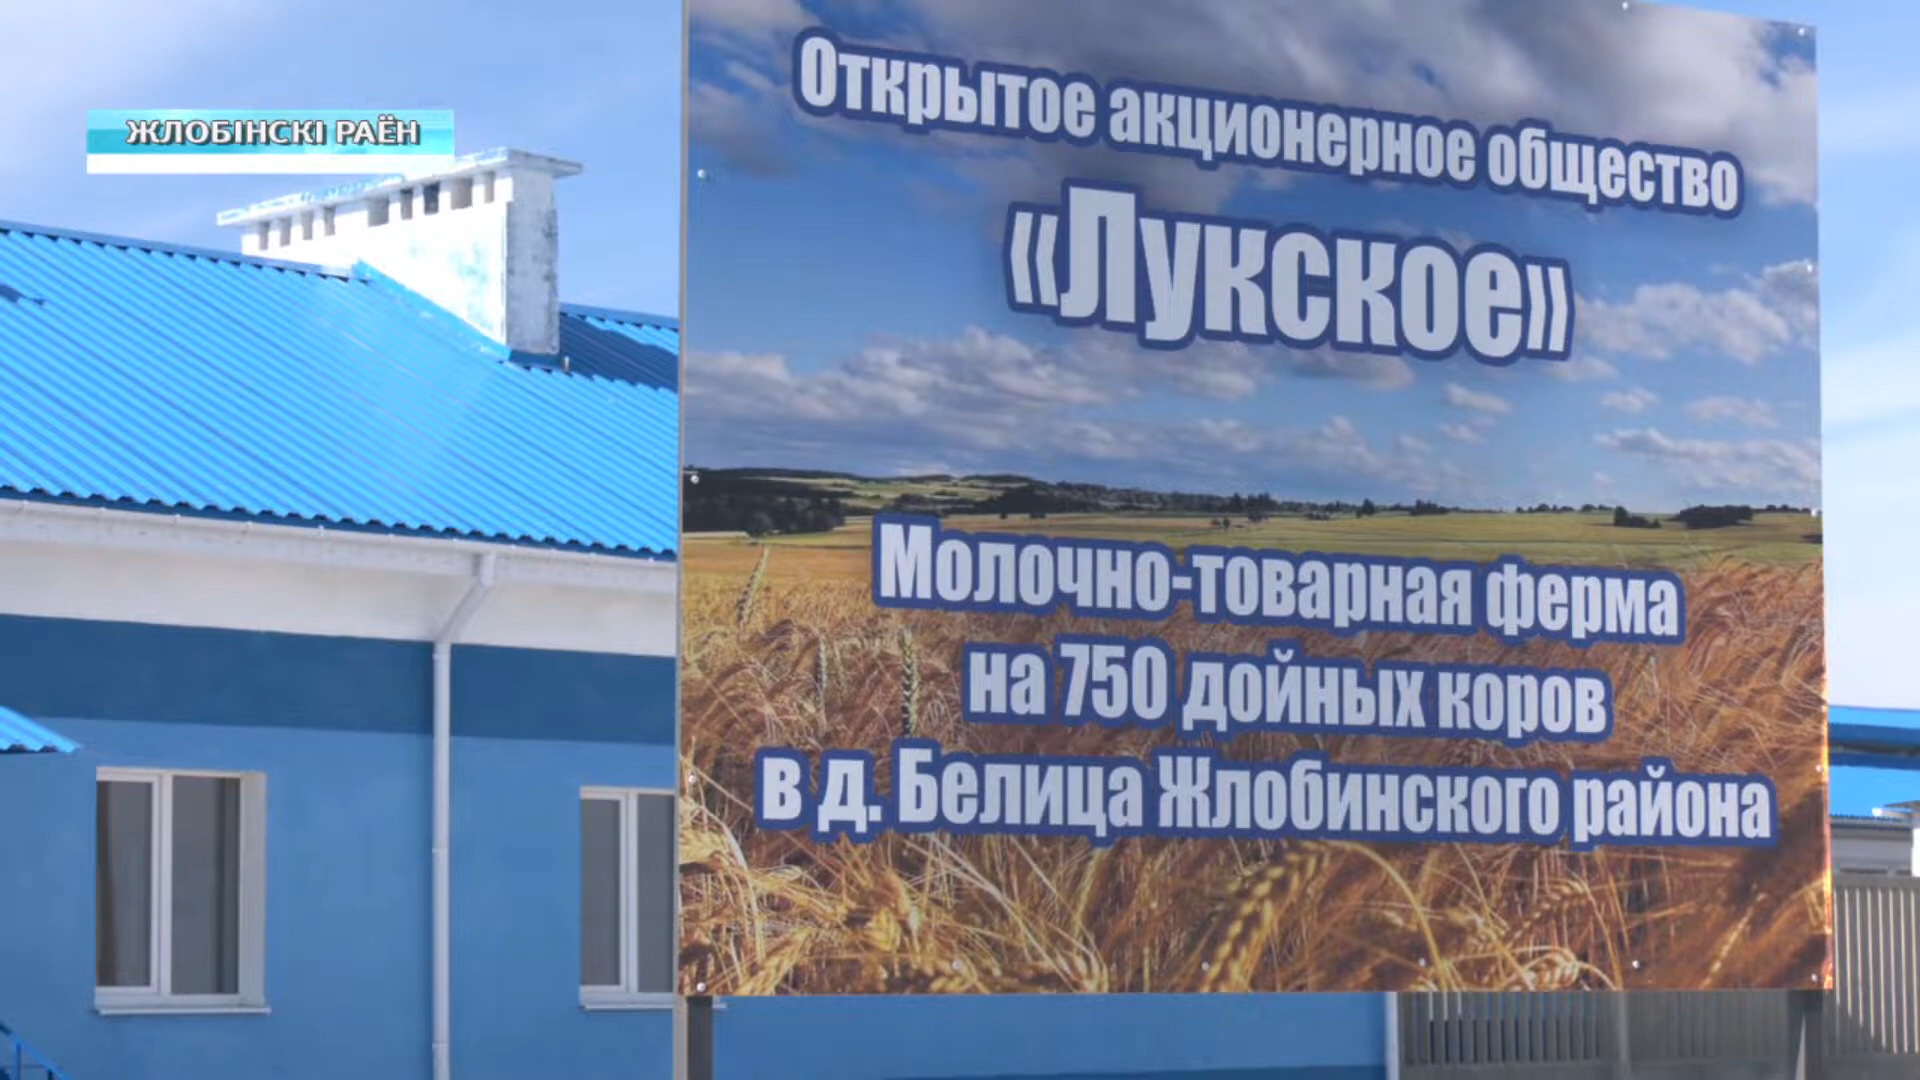 ЖЛОБІНСКІ РАЁН
Открытое акционерное общество
«Лукское»
Молочно-товарная ферма
на 750 дойных коров
в д. Белица Жлобинского района